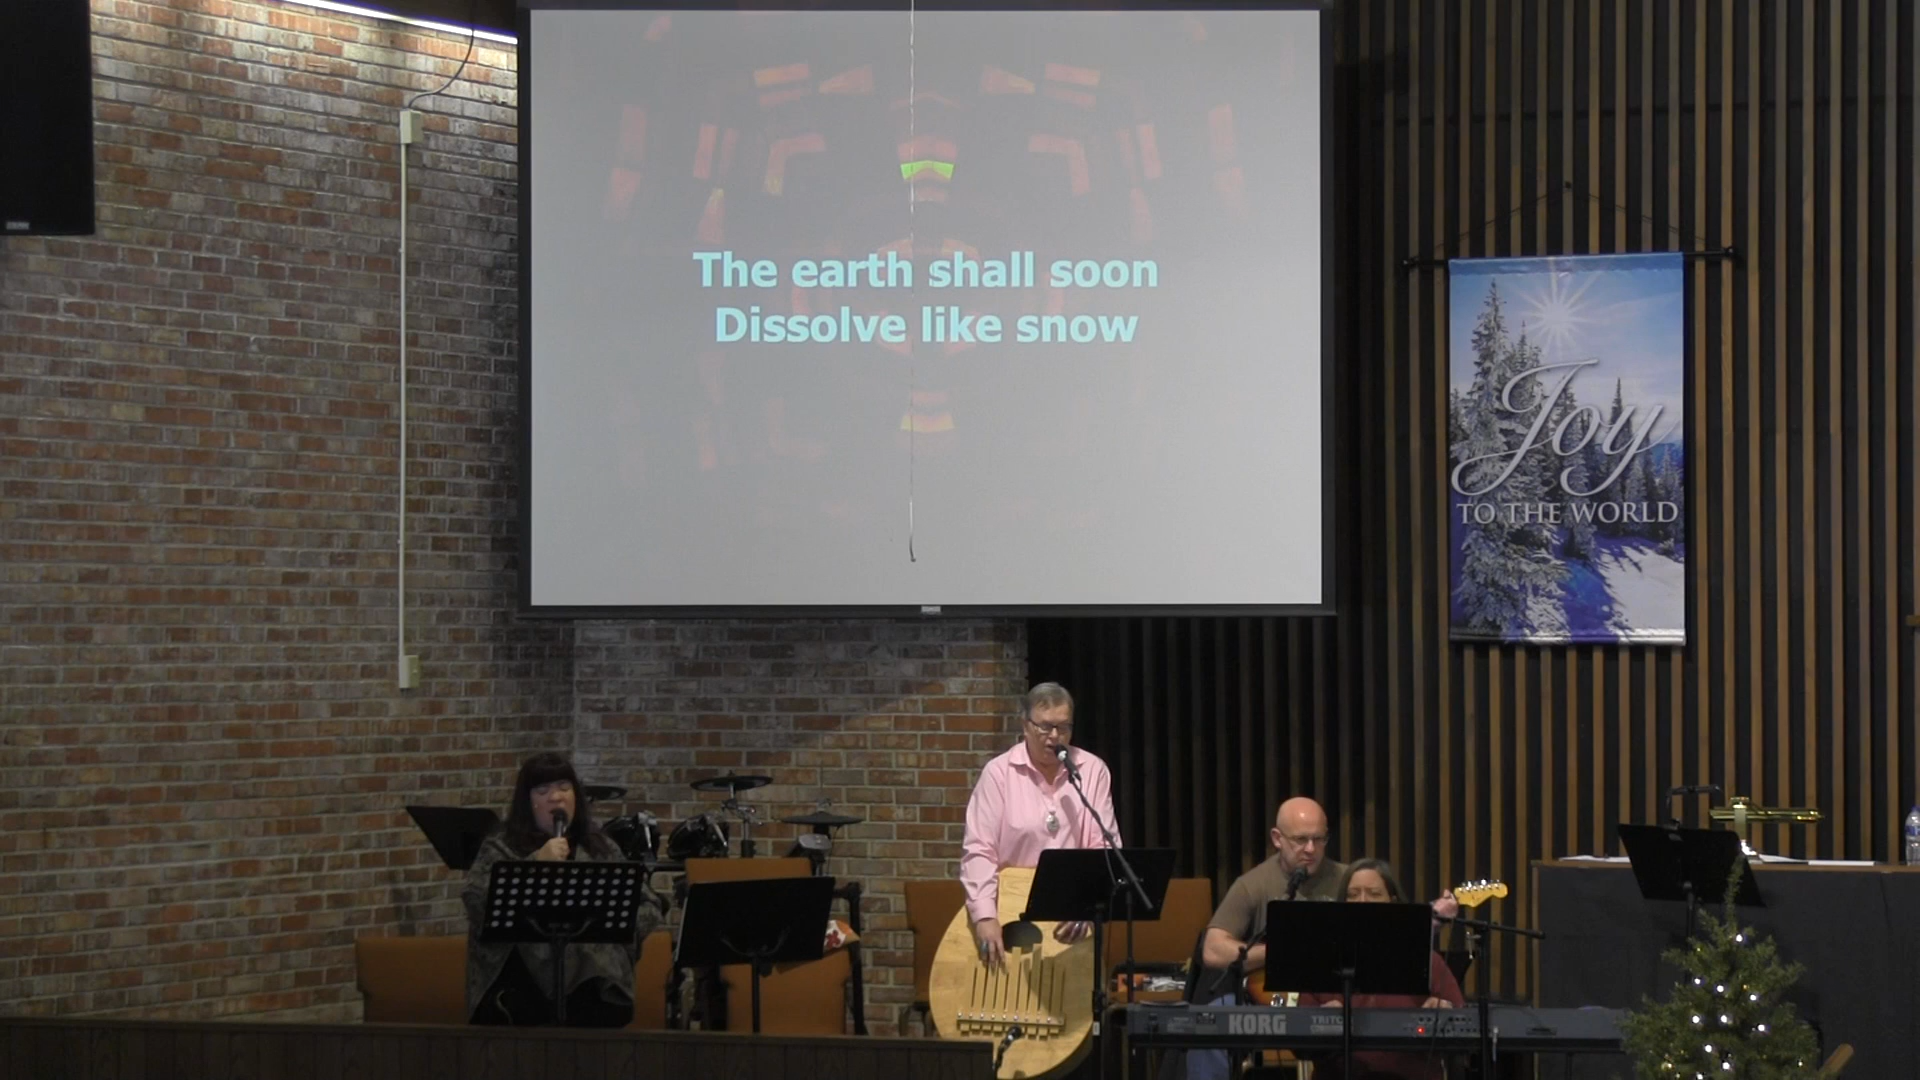 The earth shall soon
Dissolve like snow
Joy
TO THE WORLD
KORG